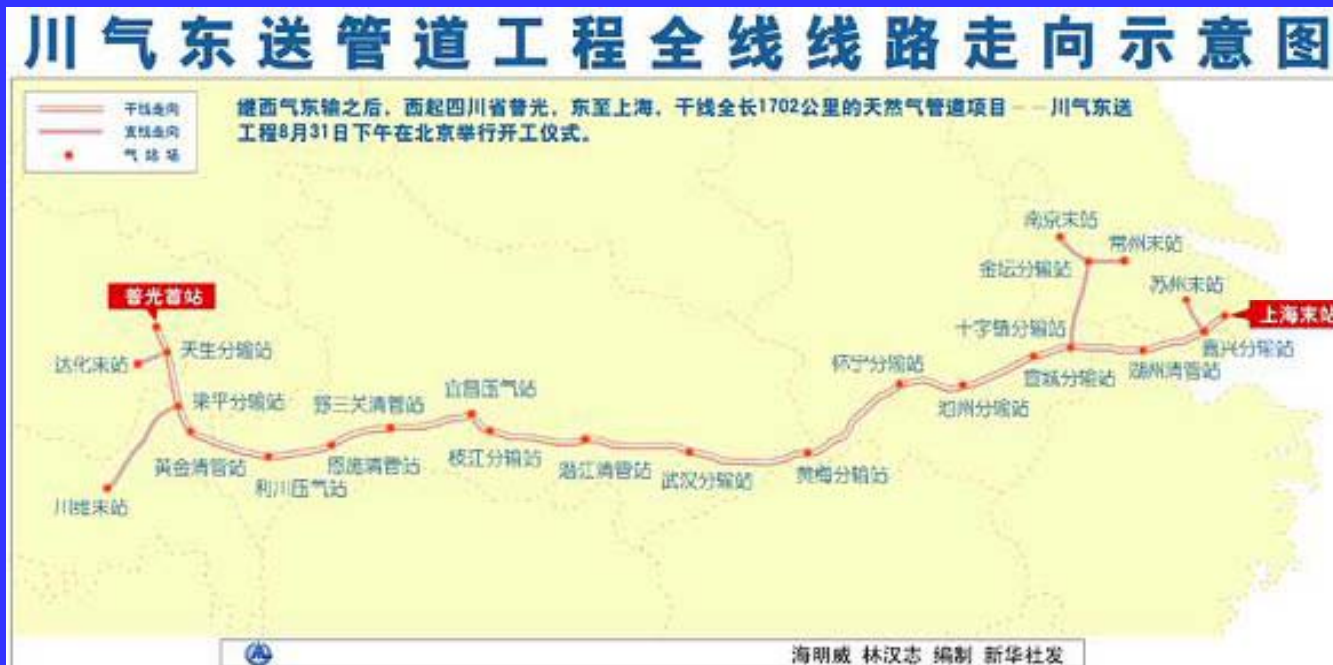 川气东送管道工程全线线路走向示意图
干线走向
支线走向
气站场
继西气东输之后，西起四川省普光，东至上海，干线全长1702公里的天然气管道项目－－川气东送
工程8月31日下午在北京举行开工仪式。
南京末站
常州末站
金坛分输站
苏州末站
普光首站
上海末站
十字镇分输站
天生分输站
达化末站
嘉兴分输站
怀宁分输站
宣城分输站
湖州清管站
宜昌压气站
梁平分输站
野三关清管站
池州分输站
黄金清管站
恩施清管站
枝江分输站
潜江清管站
武汉分输站
黄梅分输站
利川压气站
川维末站
海明威 林汉志 编制 新华社发